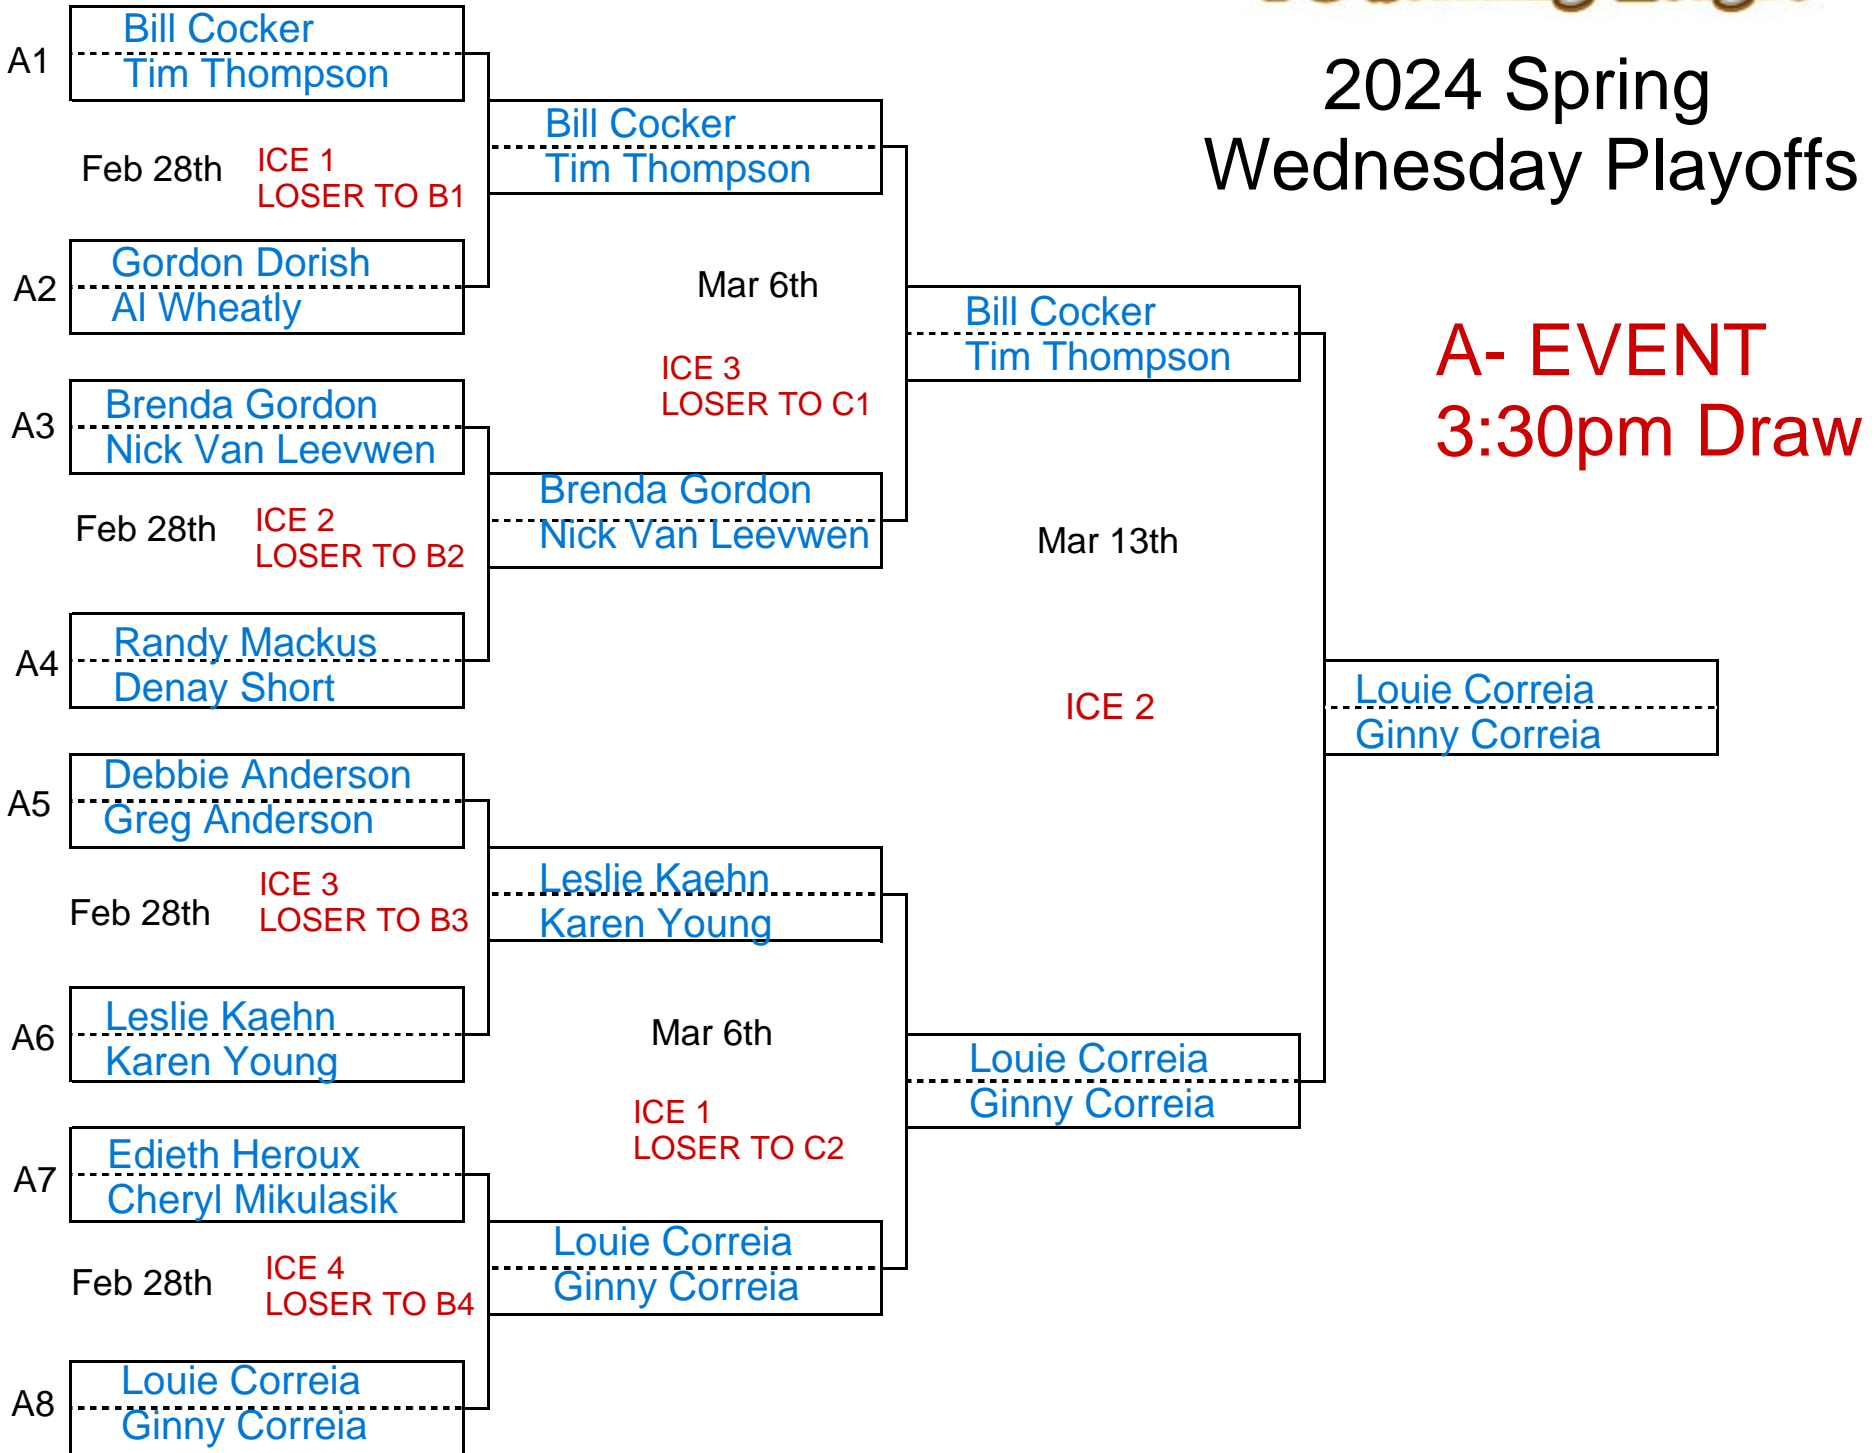 2024 Spring
Wednesday Playoffs
A- EVENT
3:30pm Draw
A1
Bill Cocker
Tim Thompson
Feb 28th
ICE 1
LOSER TO B1
A2
Gordon Dorish
Al Wheatly
A3
Brenda Gordon
Nick Van Leevwen
Feb 28th
ICE 2
LOSER TO B2
A4
Randy Mackus
Denay Short
A5
Debbie Anderson
Greg Anderson
Feb 28th
ICE 3
LOSER TO B3
A6
Leslie Kaehn
Karen Young
A7
Edieth Heroux
Cheryl Mikulasik
Feb 28th
ICE 4
LOSER TO B4
A8
Louie Correia
Ginny Correia
Bill Cocker
Tim Thompson
Mar 6th
ICE 3
LOSER TO C1
Brenda Gordon
Nick Van Leevwen
Leslie Kaehn
Karen Young
Mar 6th
ICE 1
LOSER TO C2
Louie Correia
Ginny Correia
Bill Cocker
Tim Thompson
Mar 13th
ICE 2
Louie Correia
Ginny Correia
Louie Correia
Ginny Correia